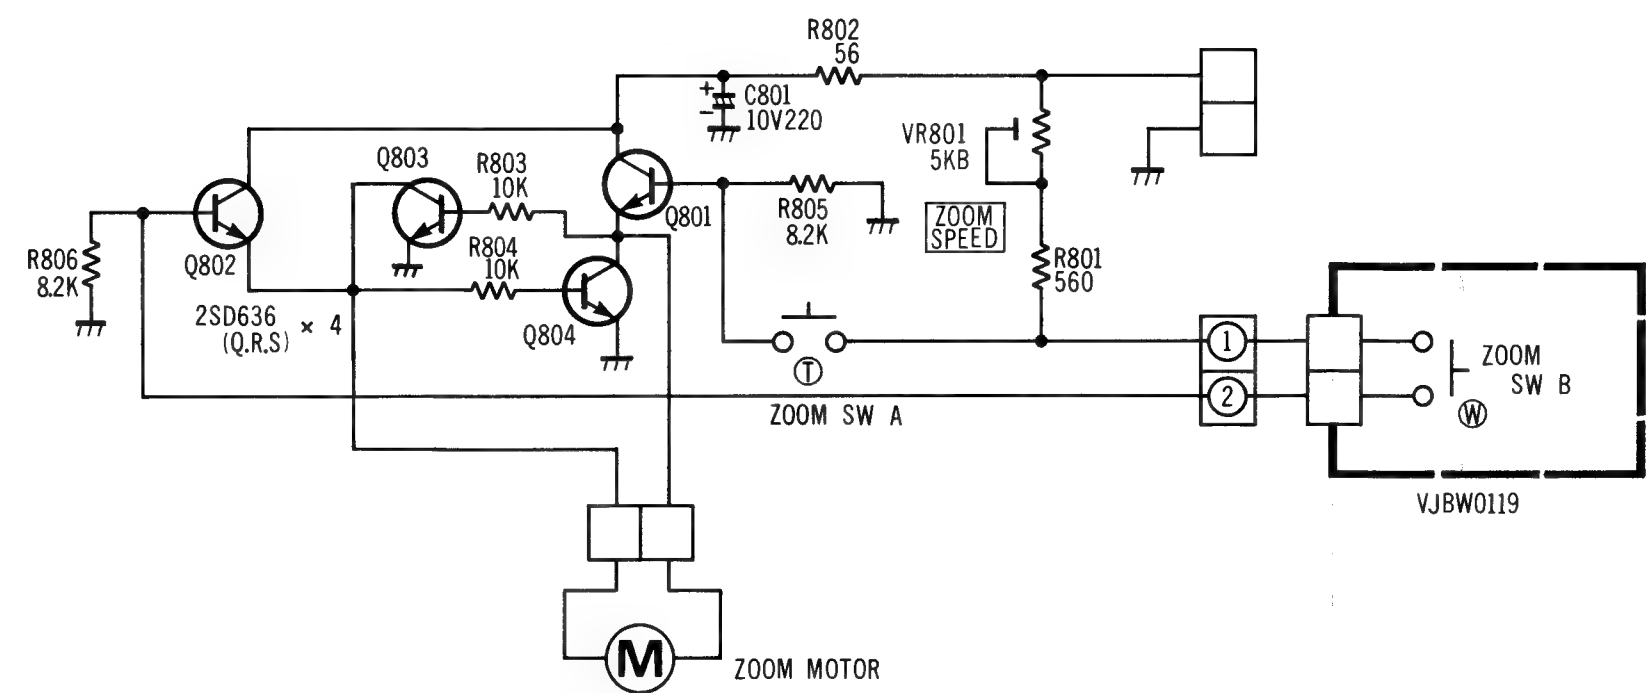 R802
56
+
-
C801
10V220
VR801
5KB
Q803
R803
10K
Q801
R805
8.2K
ZOOM
SPEED
R804
10K
R801
560
R806
8.2K
Q802
2SD636 × 4
(Q.R.S)
Q804
T
ZOOM SW A
1
2
ZOOM
SW B
W
VJBW0119
M
ZOOM MOTOR